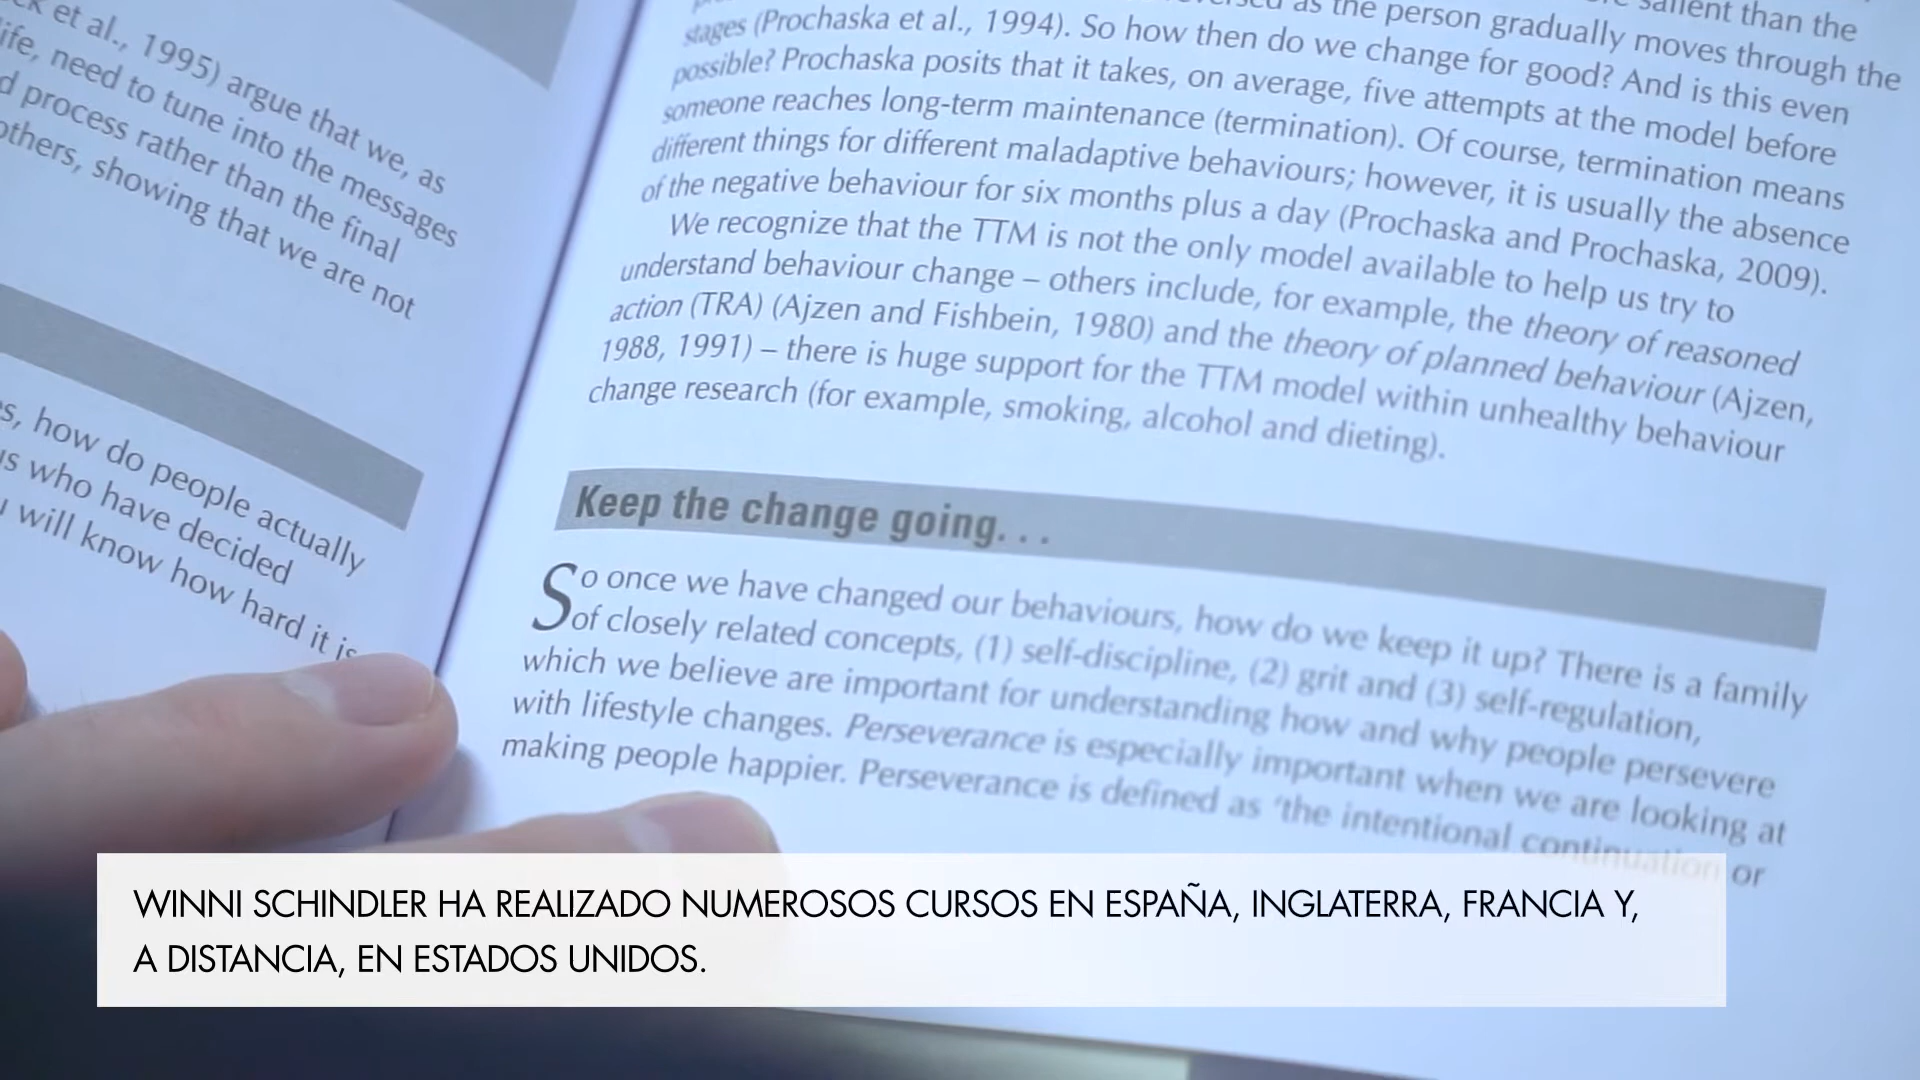 et al., 1995) argue that we, as
life, need to tune into the messages
process rather than the final
others, showing that we are not
how do people actually
us who have decided
will know how hard it is
salient than the
as the person gradually moves through the
stages (Prochaska et al., 1994). So how then do we change for good? And is this even
possible? Prochaska posits that it takes, on average, five attempts at the model before
someone reaches long-term maintenance (termination). Of course, termination means
different things for different maladaptive behaviours; however, it is usually the absence
of the negative behaviour for six months plus a day (Prochaska and Prochaska, 2009).
We recognize that the TTM is not the only model available to help us try to
understand behaviour change – others include, for example, the theory of reasoned
action (TRA) (Ajzen and Fishbein, 1980) and the theory of planned behaviour (Ajzen,
1988, 1991) – there is huge support for the TTM model within unhealthy behaviour
change research (for example, smoking, alcohol and dieting).
Keep the change going. . .
So once we have changed our behaviours, how do we keep it up? There is a family
of closely related concepts, (1) self-discipline, (2) grit and (3) self-regulation,
which we believe are important for understanding how and why people persevere
with lifestyle changes. Perseverance is especially important when we are looking at
making people happier. Perseverance is defined as 'the intentional continuation or
WINNI SCHINDLER HA REALIZADO NUMEROSOS CURSOS EN ESPAÑA, INGLATERRA, FRANCIA Y,
A DISTANCIA, EN ESTADOS UNIDOS.